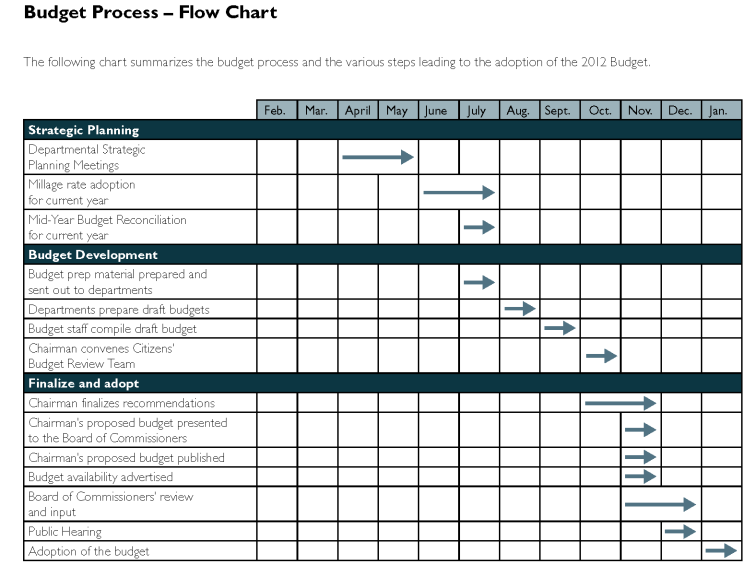 Budget Process – Flow Chart
The following chart summarizes the budget process and the various steps leading to the adoption of the 2012 Budget.
Feb. Mar. April May June July Aug. Sept. Oct. Nov. Dec. Jan.
Strategic Planning
Departmental Strategic
Planning Meetings
Millage rate adoption
for current year
Mid-Year Budget Reconciliation
for current year
Budget Development
Budget prep material prepared and
sent out to departments
Departments prepare draft budgets
Budget staff compile draft budget
Chairman convenes Citizens'
Budget Review Team
Finalize and adopt
Chairman finalizes recommendations
Chairman's proposed budget presented
to the Board of Commissioners
Chairman's proposed budget published
Budget availability advertised
Board of Commissioners' review
and input
Public Hearing
Adoption of the budget